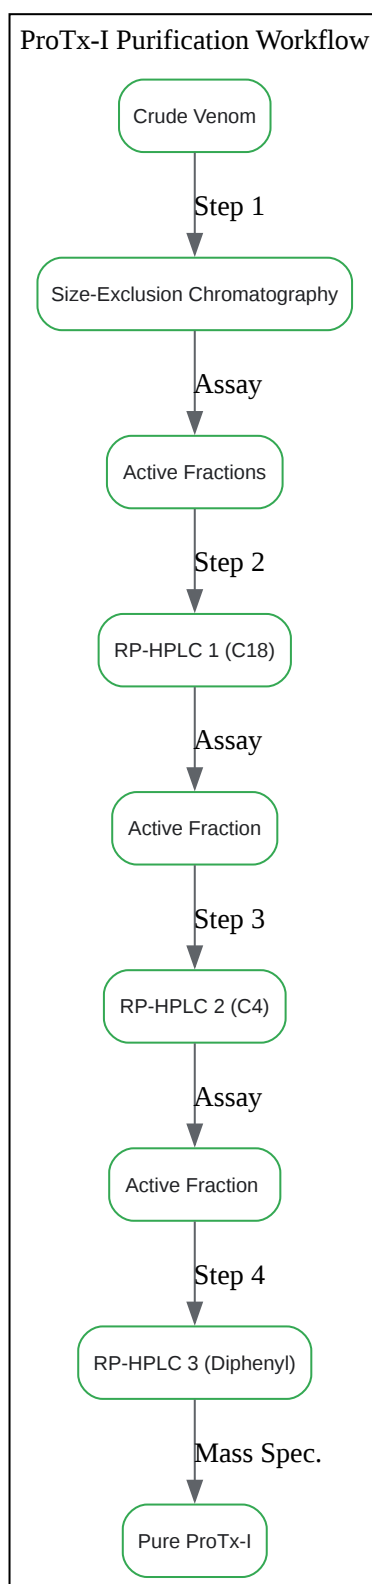 ProTx-I Purification Workflow
Crude Venom
Step 1
Size-Exclusion Chromatography
Assay
Active Fractions
Step 2
RP-HPLC 1 (C18)
Assay
Active Fraction
Step 3
RP-HPLC 2 (C4)
Assay
Active Fraction
Step 4
RP-HPLC 3 (Diphenyl)
Mass Spec.
Pure ProTx-I